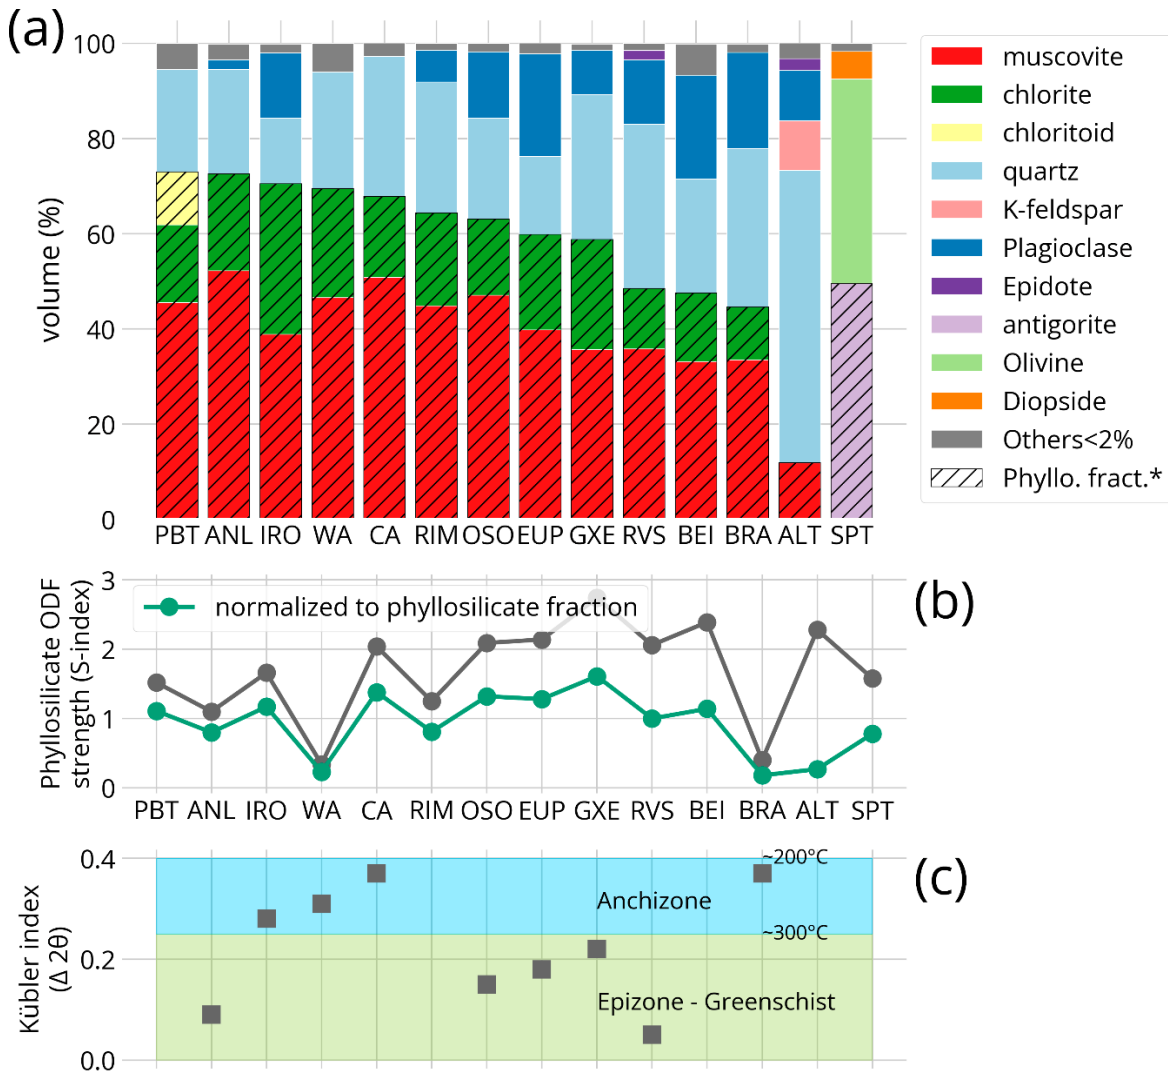 (a)
100
80
60
40
20
0
volume (%)
PBT ANL IRO WA CA RIM OSO EUP GXE RVS BEI BRA ALT SPT
muscovite
chlorite
chloritoid
quartz
K-feldspar
Plagioclase
Epidote
antigorite
Olivine
Diopside
Others<2%
Phyllo. fract.*
(b)
3
2
1
0
Phyllosilicate ODF
strength (S-index)
normalized to phyllosilicate fraction
PBT ANL IRO WA CA RIM OSO EUP GXE RVS BEI BRA ALT SPT
(c)
0.4
0.2
0.0
Kübler index
(Δ 2θ)
~200°C
Anchizone
~300°C
Epizone - Greenschist